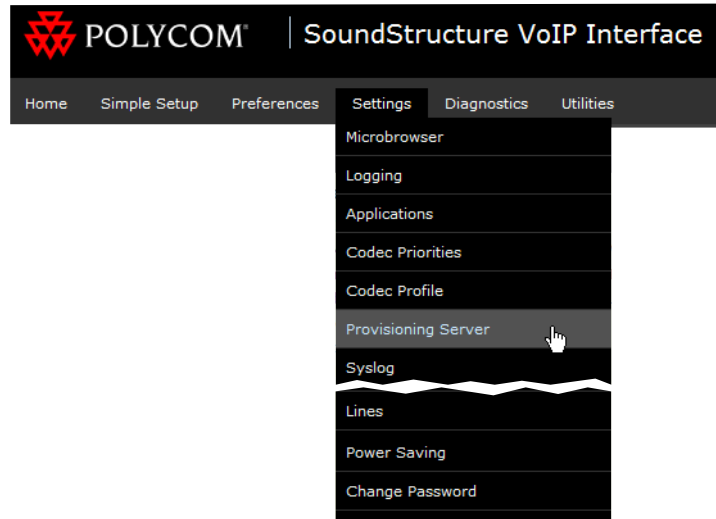 POLYCOM® SoundStructure VoIP Interface
Home Simple Setup Preferences Settings Diagnostics Utilities
Microbrowser
Logging
Applications
Codec Priorities
Codec Profile
Provisioning Server
Syslog
Lines
Power Saving
Change Password